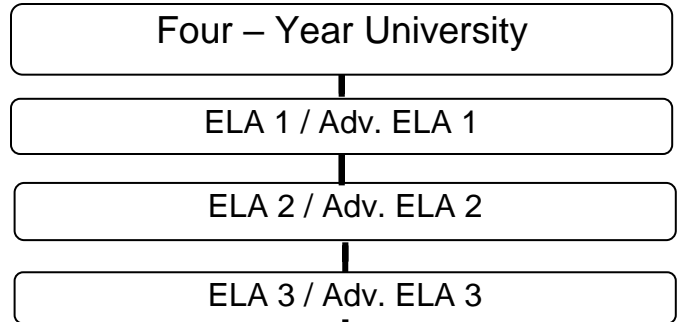 Four – Year University
ELA 1 / Adv. ELA 1
ELA 2 / Adv. ELA 2
ELA 3 / Adv. ELA 3